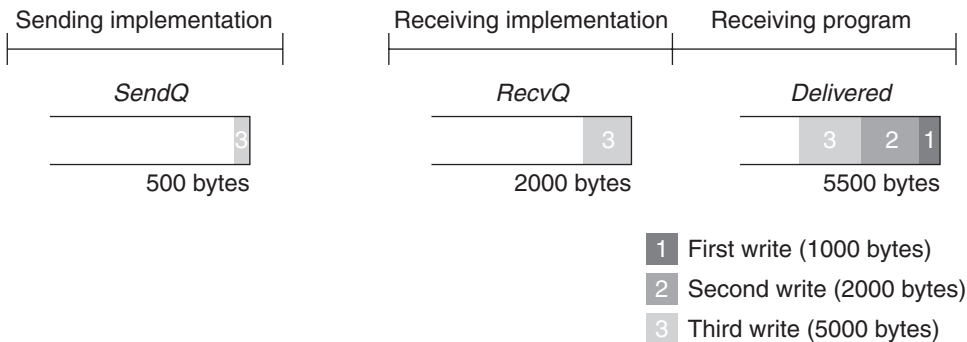 Sending implementation
Receiving implementation
Receiving program
SendQ
RecvQ
Delivered
3
3
3 2 1
500 bytes
2000 bytes
5500 bytes
1 First write (1000 bytes)
2 Second write (2000 bytes)
3 Third write (5000 bytes)